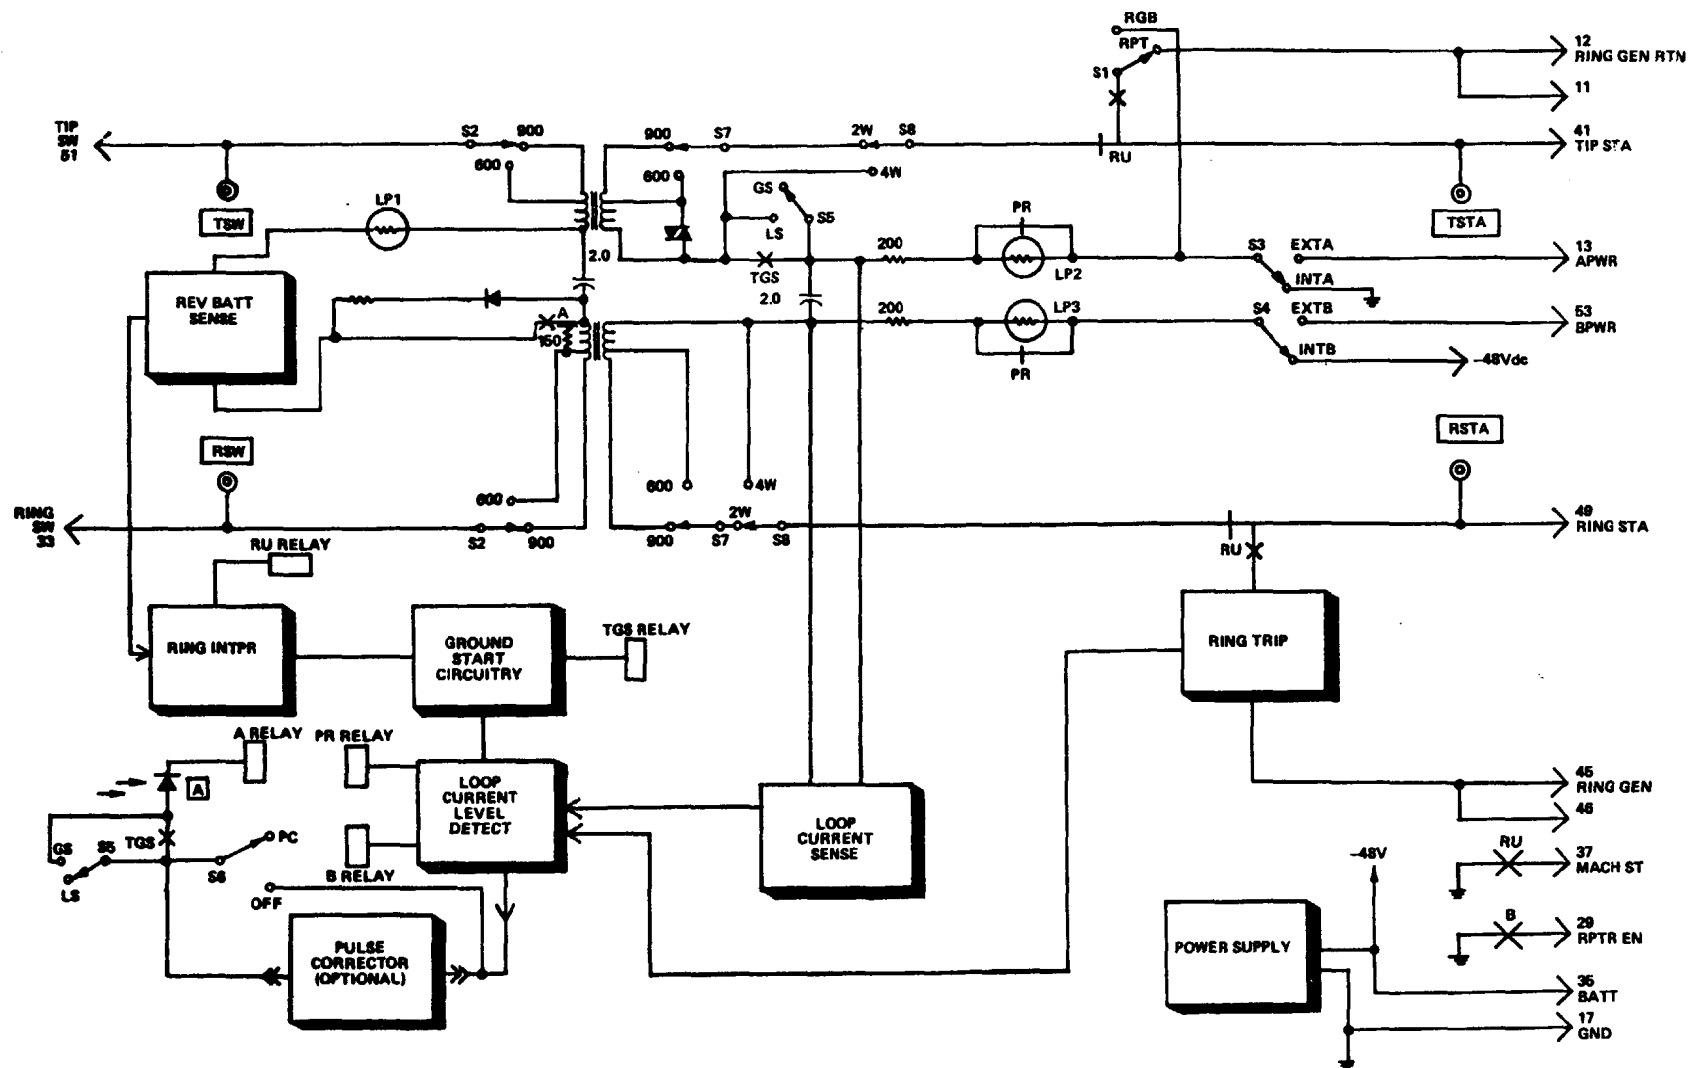 RGB
RPT
S1
12
RING GEN RTN
11
TIP
SW
51
S2
900
900
S7
2W
S8
RU
41
TIP STA
600
600
4W
GS
LS
S5
TSW
LP1
PR
TSTA
2.0
TGS
200
LP2
S3
EXTA
INTA
13
APWR
REV BATT
SENSE
A
150
2.0
200
LP3
PR
S4
EXTB
INTB
53
BPWR
-48Vdc
RSW
RSTA
600
600
4W
RING
SW
33
S2
900
900
S7
2W
S8
RU
49
RING STA
RU RELAY
RING INTPR
GROUND
START
CIRCUITRY
TGS RELAY
RING TRIP
A RELAY
PR RELAY
A
LOOP
CURRENT
LEVEL
DETECT
LOOP
CURRENT
SENSE
45
RING GEN
46
TGS
GS
S5
LS
S6
PC
OFF
B RELAY
-48V
RU
37
MACH ST
PULSE
CORRECTOR
(OPTIONAL)
POWER SUPPLY
B
29
RPTR EN
35
BATT
17
GND